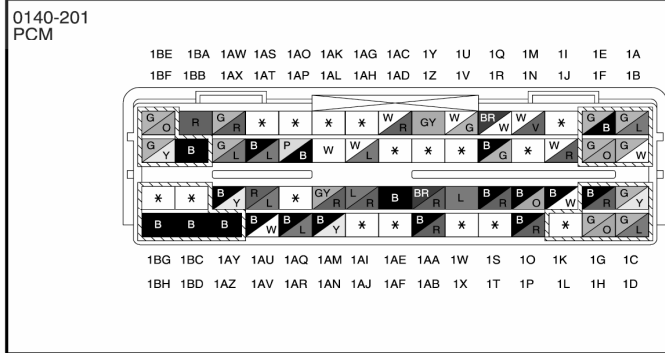 0140-201
PCM
1BE 1BA 1AW 1AS 1AO 1AK 1AG 1AC 1Y 1U 1Q 1M 1I 1E 1A
1BF 1BB 1AX 1AT 1AP 1AL 1AH 1AD 1Z 1V 1R 1N 1J 1F 1B
G O R G R * * * * W R GY W G BR W W V * G B G L
G Y B G L B L P B W W L * * * B G * W R G O G W
* * B Y R L * GY R L R B BR R L B R B O B W B R G Y
B B B B W B L B Y * * B R * * B R * G O G L
1BG 1BC 1AY 1AU 1AQ 1AM 1AI 1AE 1AA 1W 1S 1O 1K 1G 1C
1BH 1BD 1AZ 1AV 1AR 1AN 1AJ 1AF 1AB 1X 1T 1P 1L 1H 1D